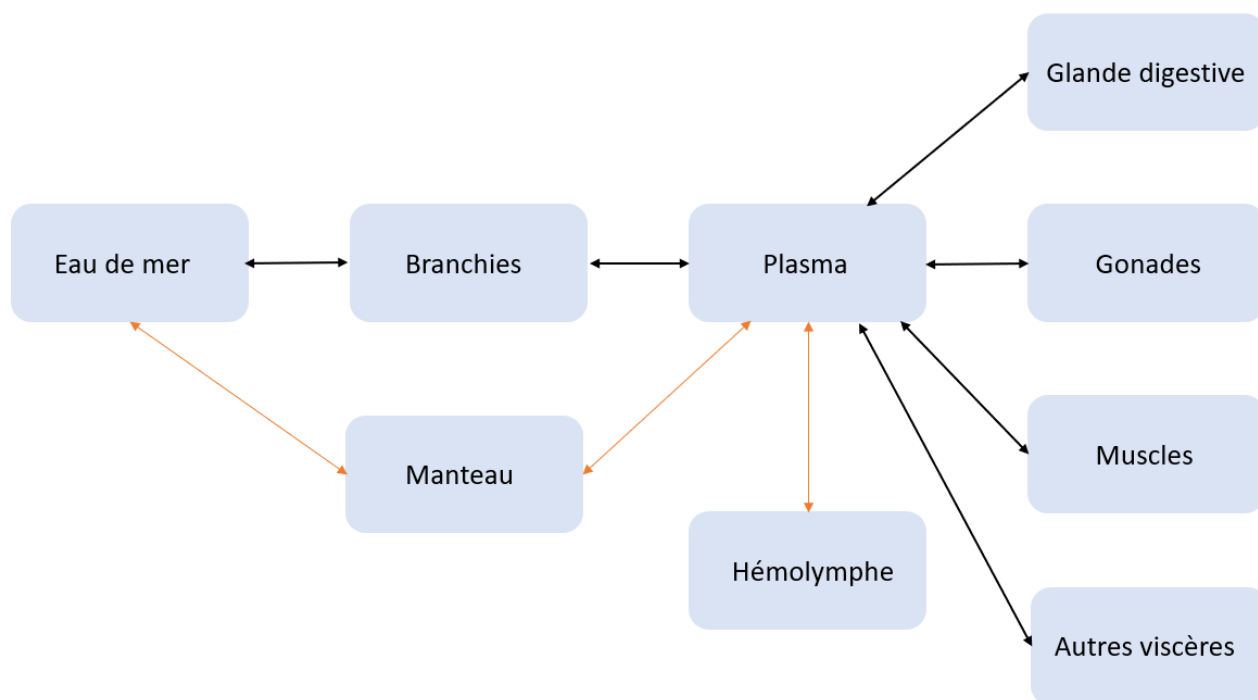 Glande digestive
Eau de mer
Branchies
Plasma
Gonades
Manteau
Muscles
Hémolymphe
Autres viscères